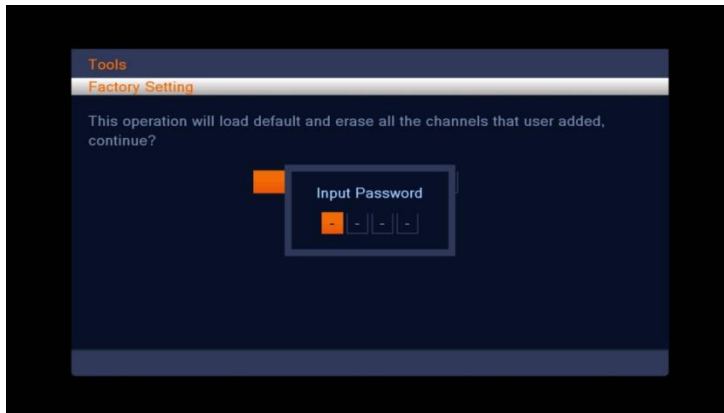 Tools
Factory Setting
This operation will load default and erase all the channels that user added,
continue?
Input Password
- - - -